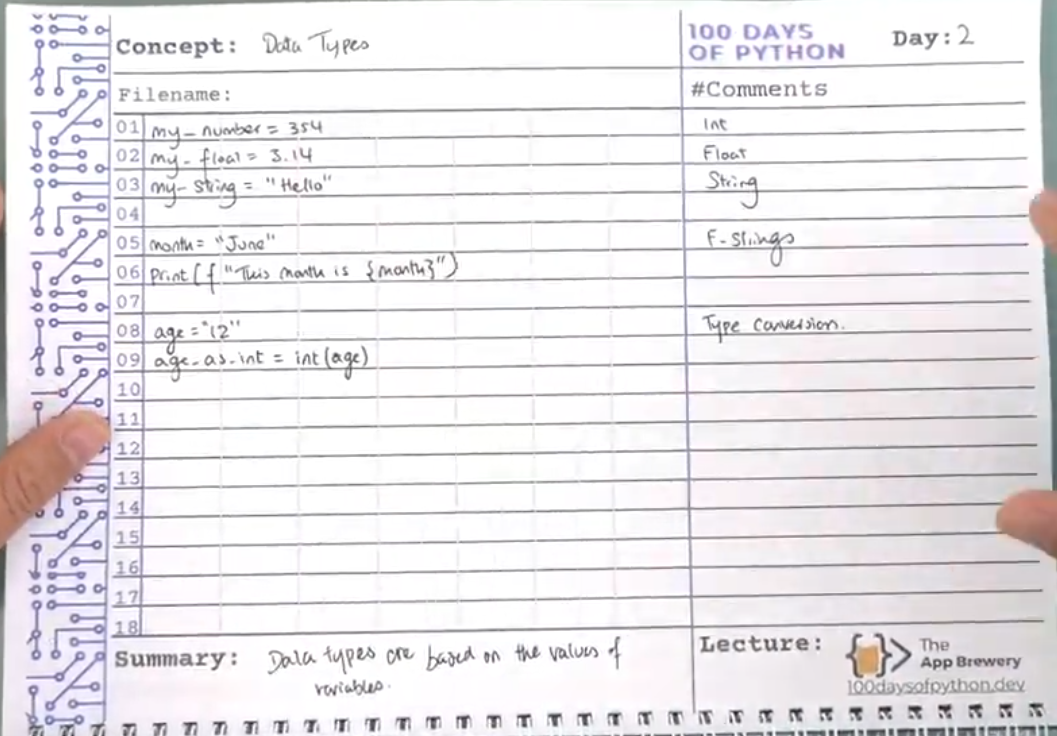 Concept: Data Types
100 DAYS
OF PYTHON
Day: 2
Filename:
#Comments
01 my_number = 354 Int
02 my_float = 3.14 Float
03 my_string = "Hello" String
04
05 month = "June" F-Strings
06 print(f "This month is {month}")
07
08 age = "12" Type conversion.
09 age_as_int = int(age)
10
11
12
13
14
15
16
17
18
Summary: Data types are based on the values of
variables.
Lecture:
The
App Brewery
100daysofpython.dev